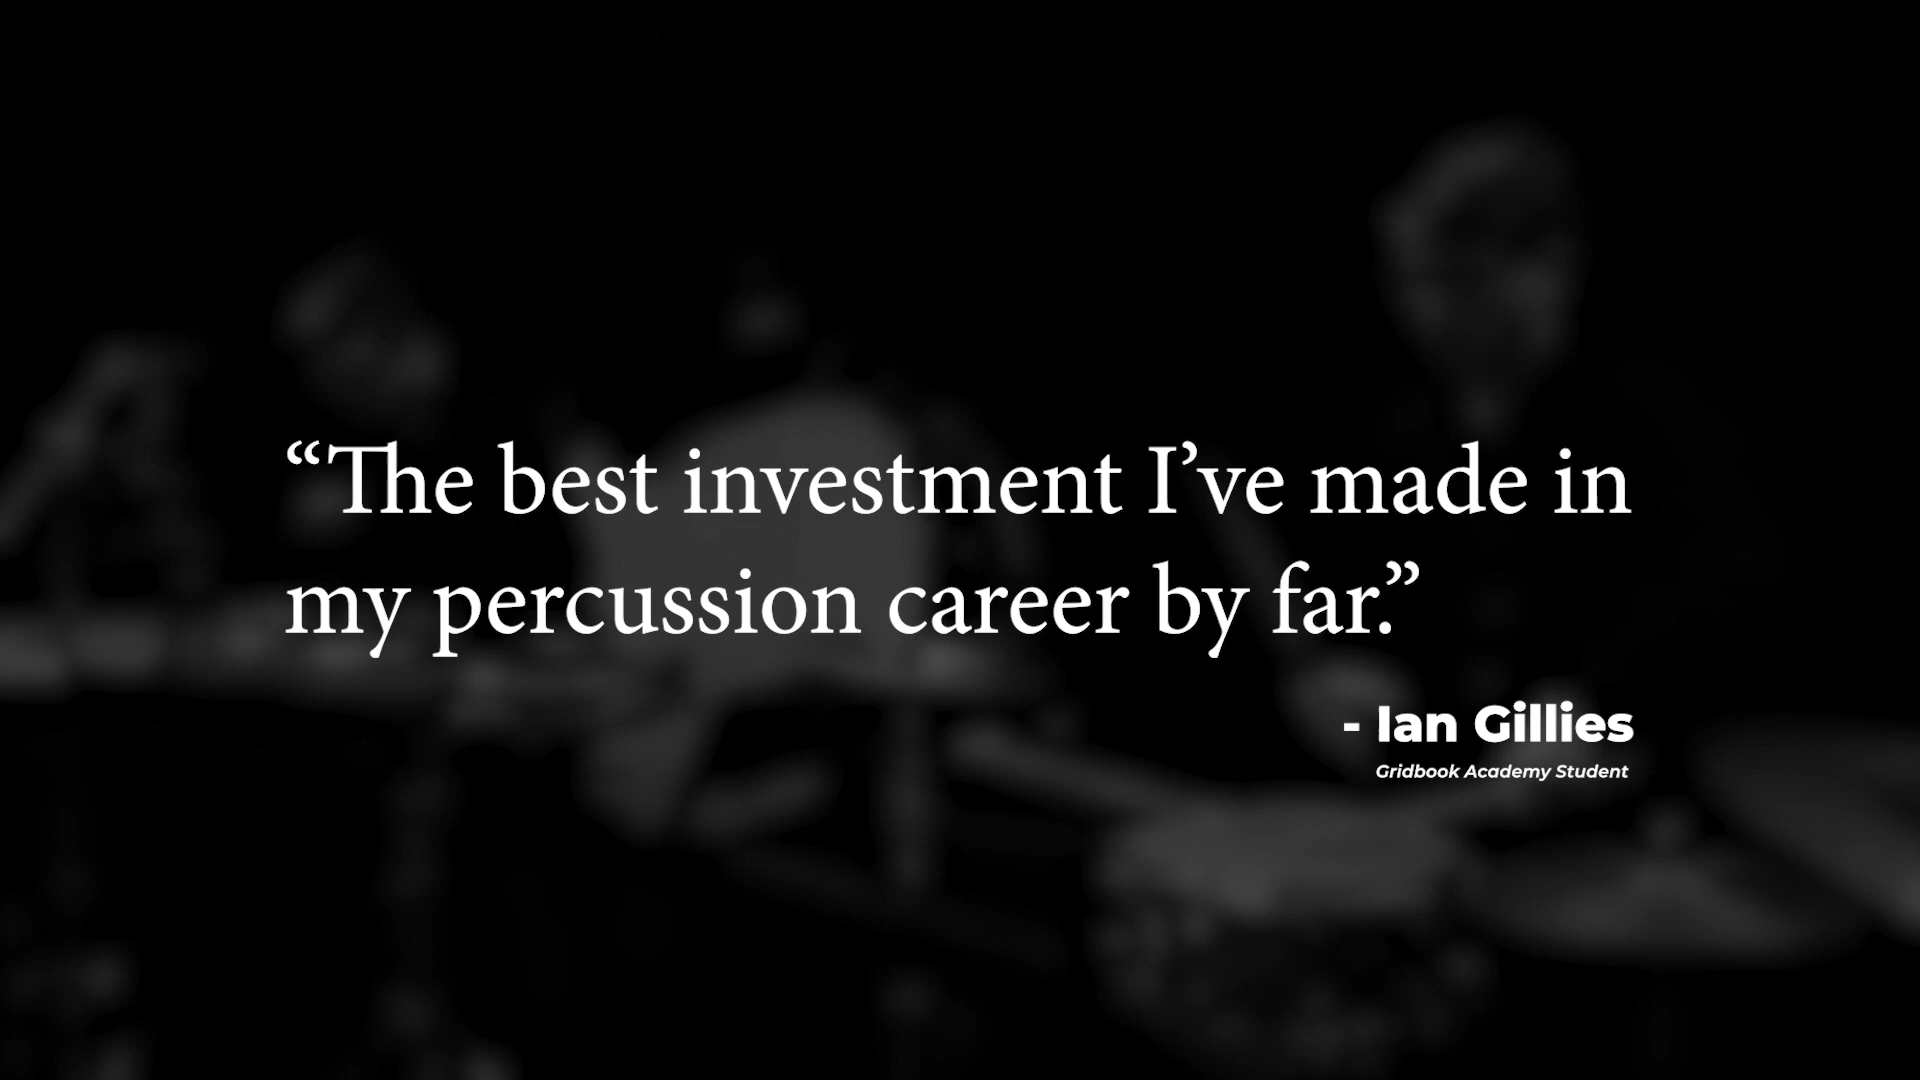 “The best investment I’ve made in
my percussion career by far.”
- Ian Gillies
Gridbook Academy Student